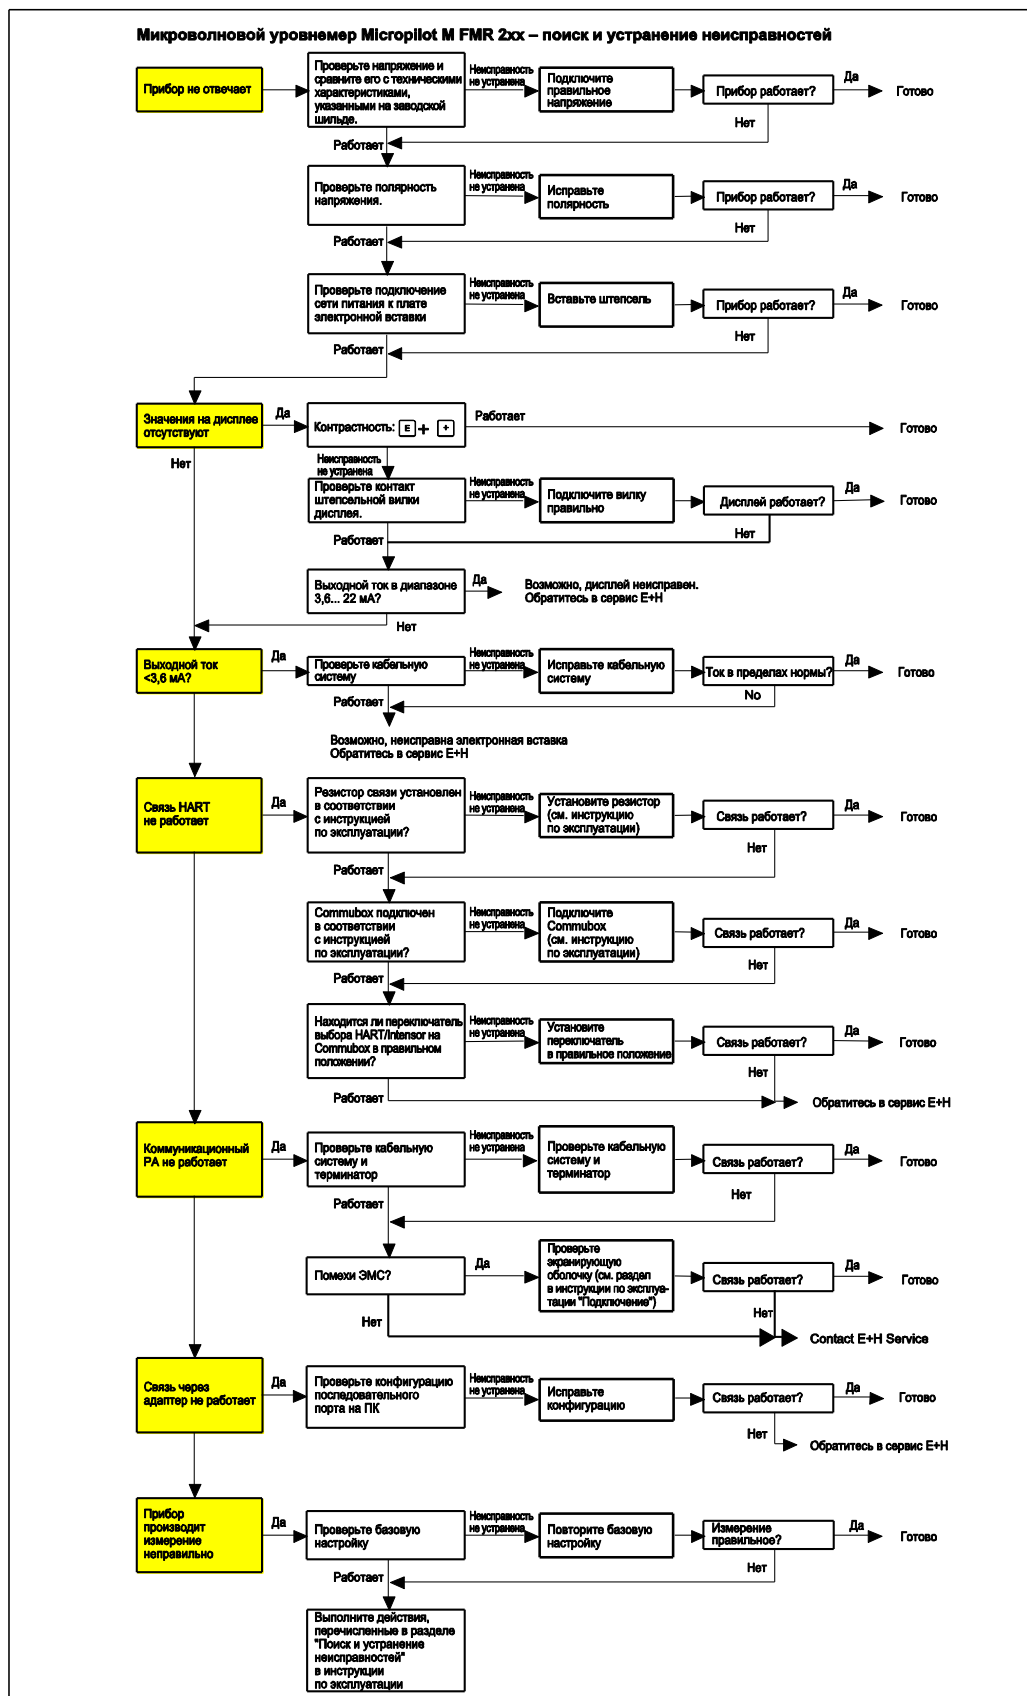 Микроволновой уровнемер Micropilot M FMR 2xx – поиск и устранение неисправностей
Прибор не отвечает
Проверьте напряжение и
сравните его с техническими
характеристиками,
указанными на заводской
шильде.
Неисправность
не устранена
Подключите
правильное
напряжение
Прибор работает?
Да
Готово
Нет
Работает
Проверьте полярность
напряжения.
Неисправность
не устранена
Исправьте
полярность
Прибор работает?
Да
Готово
Нет
Работает
Проверьте подключение
сети питания к плате
электронной вставки
Неисправность
не устранена
Вставьте штепсель
Прибор работает?
Да
Готово
Нет
Работает
Значения на дисплее
отсутствуют
Да
Контрастность: E + +
Работает
Готово
Нет
Неисправность
не устранена
Проверьте контакт
штепсельной вилки
дисплея.
Неисправность
не устранена
Подключите вилку
правильно
Дисплей работает?
Да
Готово
Нет
Работает
Выходной ток в диапазоне
3,6... 22 мА?
Да
Возможно, дисплей неисправен.
Обратитесь в сервис E+H
Нет
Выходной ток
<3,6 мА?
Да
Проверьте кабельную
систему
Неисправность
не устранена
Исправьте кабельную
систему
Ток в пределах нормы?
Да
Готово
No
Работает
Возможно, неисправна электронная вставка
Обратитесь в сервис E+H
Связь HART
не работает
Да
Резистор связи установлен
в соответствии
с инструкцией
по эксплуатации?
Неисправность
не устранена
Установите резистор
(см. инструкцию
по эксплуатации)
Связь работает?
Да
Готово
Нет
Работает
Commubox подключен
в соответствии
с инструкцией
по эксплуатации?
Неисправность
не устранена
Подключите
Commubox
(см. инструкцию
по эксплуатации)
Связь работает?
Да
Готово
Нет
Работает
Находится ли переключатель
выбора HART/Intensor на
Commubox в правильном
положении?
Неисправность
не устранена
Установите
переключатель
в правильное положение
Связь работает?
Да
Готово
Нет
Работает
Обратитесь в сервис E+H
Коммуникационный
PA не работает
Да
Проверьте кабельную
систему и
терминатор
Неисправность
не устранена
Проверьте кабельную
систему и
терминатор
Связь работает?
Да
Готово
Нет
Работает
Помехи ЭМС?
Да
Проверьте
экранирующую
оболочку (см. раздел
в инструкции по эксплуа-
тации "Подключение")
Связь работает?
Да
Готово
Нет
Нет
Contact E+H Service
Связь через
адаптер не работает
Да
Проверьте конфигурацию
последовательного
порта на ПК
Неисправность
не устранена
Исправьте
конфигурацию
Связь работает?
Да
Готово
Нет
Обратитесь в сервис E+H
Прибор
производит
измерение
неправильно
Да
Проверьте базовую
настройку
Неисправность
не устранена
Повторите базовую
настройку
Измерение
правильное?
Да
Готово
Нет
Работает
Выполните действия,
перечисленные в разделе
"Поиск и устранение
неисправностей"
в инструкции
по эксплуатации